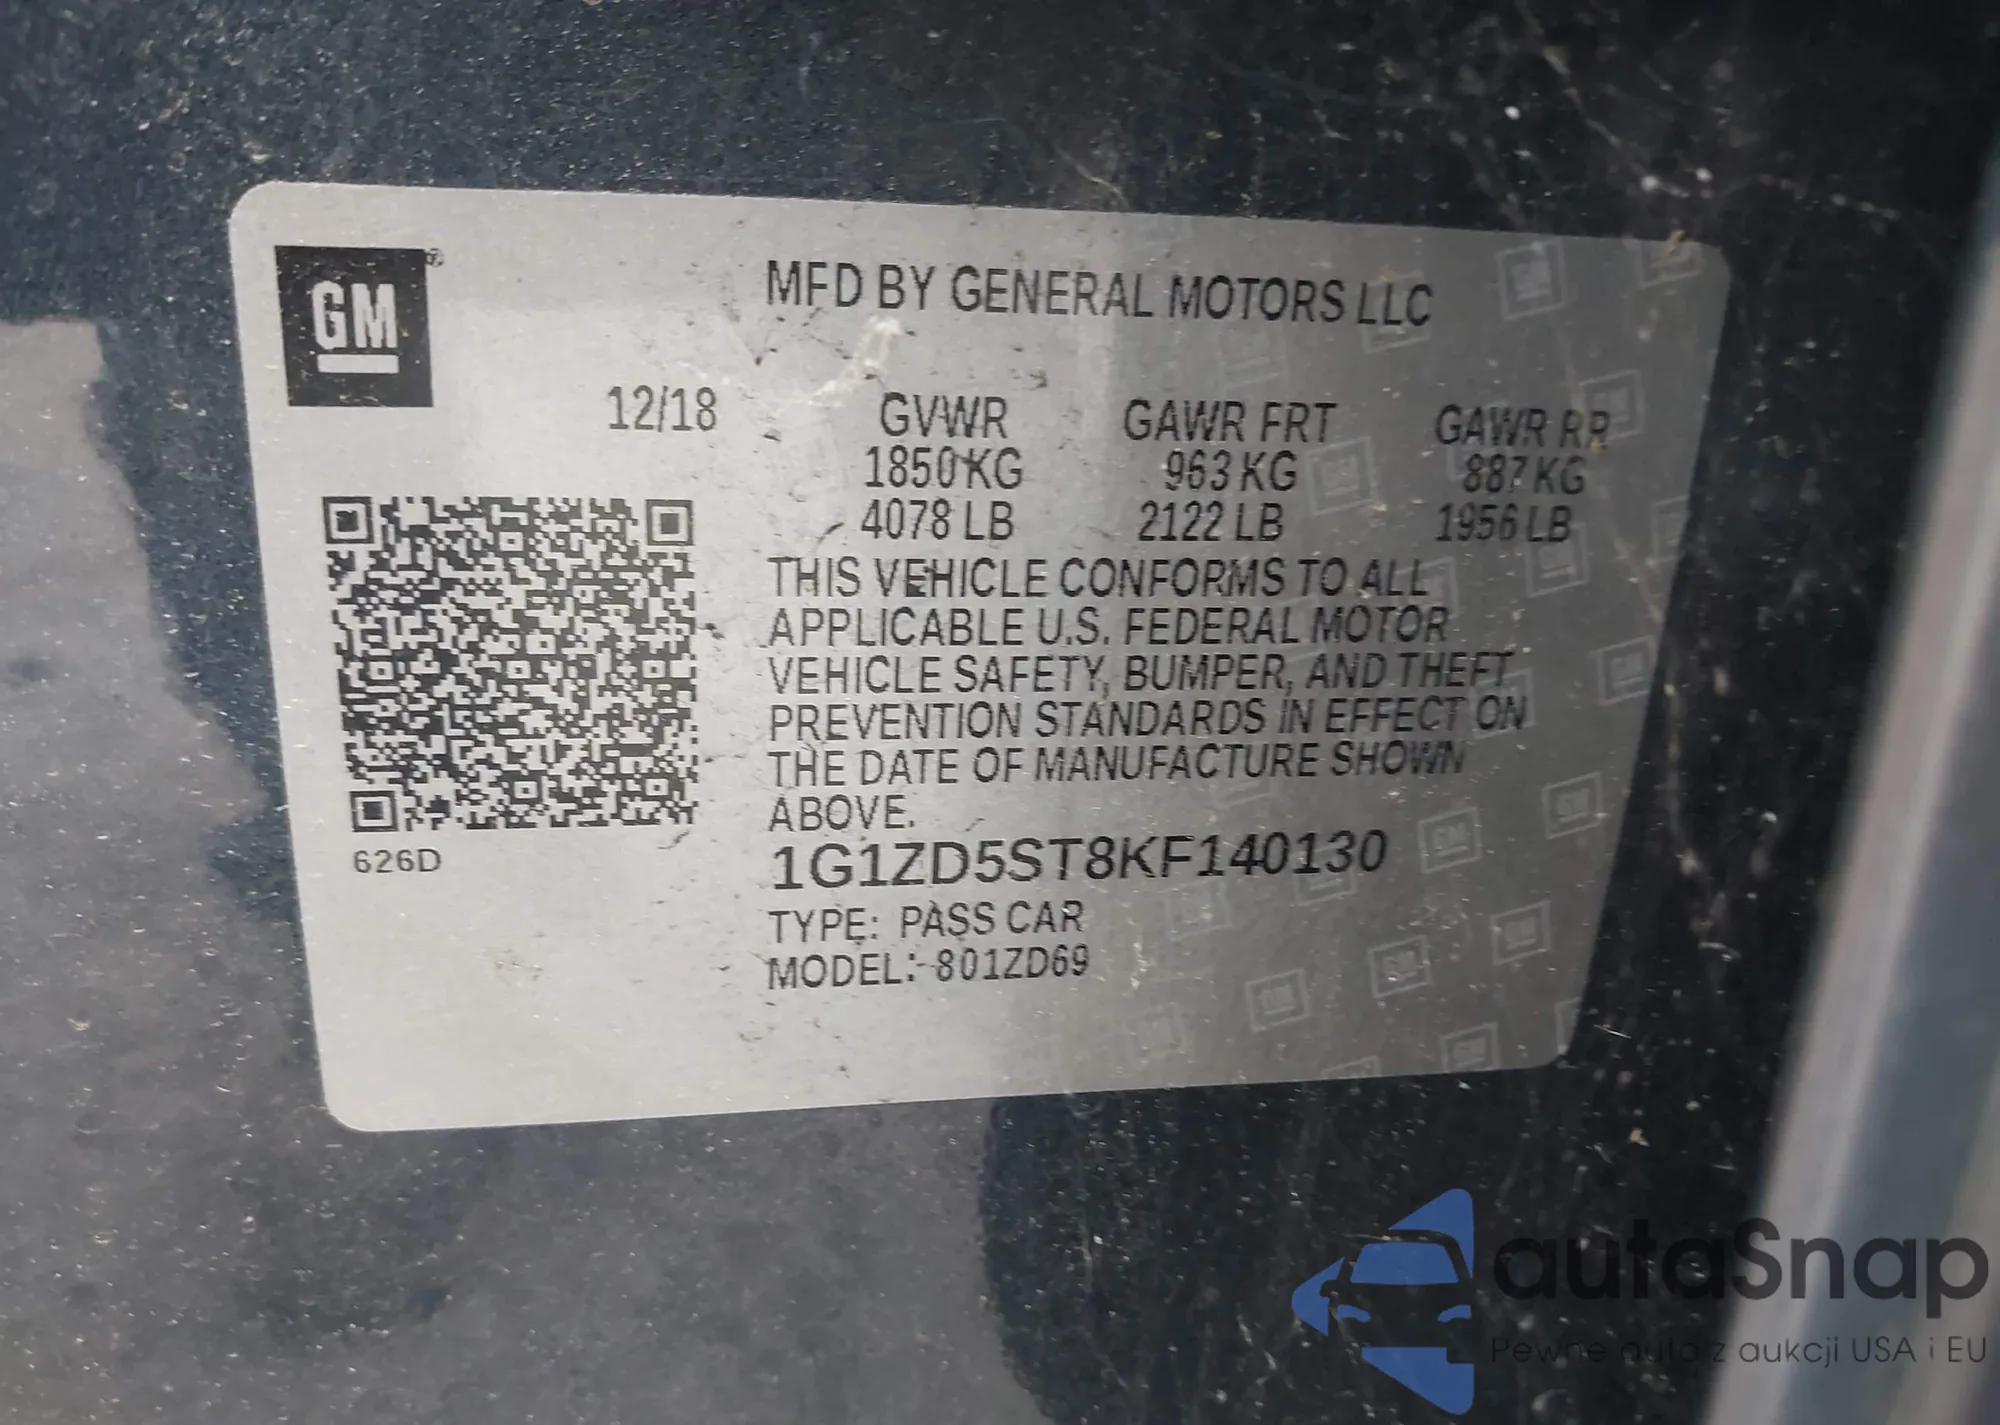 GM
MFD BY GENERAL MOTORS LLC
12/18
GVWR GAWR FRT GAWR RR
1850 KG 963 KG 887 KG
4078 LB 2122 LB 1956 LB
THIS VEHICLE CONFORMS TO ALL
APPLICABLE U.S. FEDERAL MOTOR
VEHICLE SAFETY, BUMPER, AND THEFT
PREVENTION STANDARDS IN EFFECT ON
THE DATE OF MANUFACTURE SHOWN
ABOVE.
626D
1G1ZD5ST8KF140130
TYPE: PASS CAR
MODEL: 801ZD69
autaSnap
Pewne auta z aukcji USA i EU